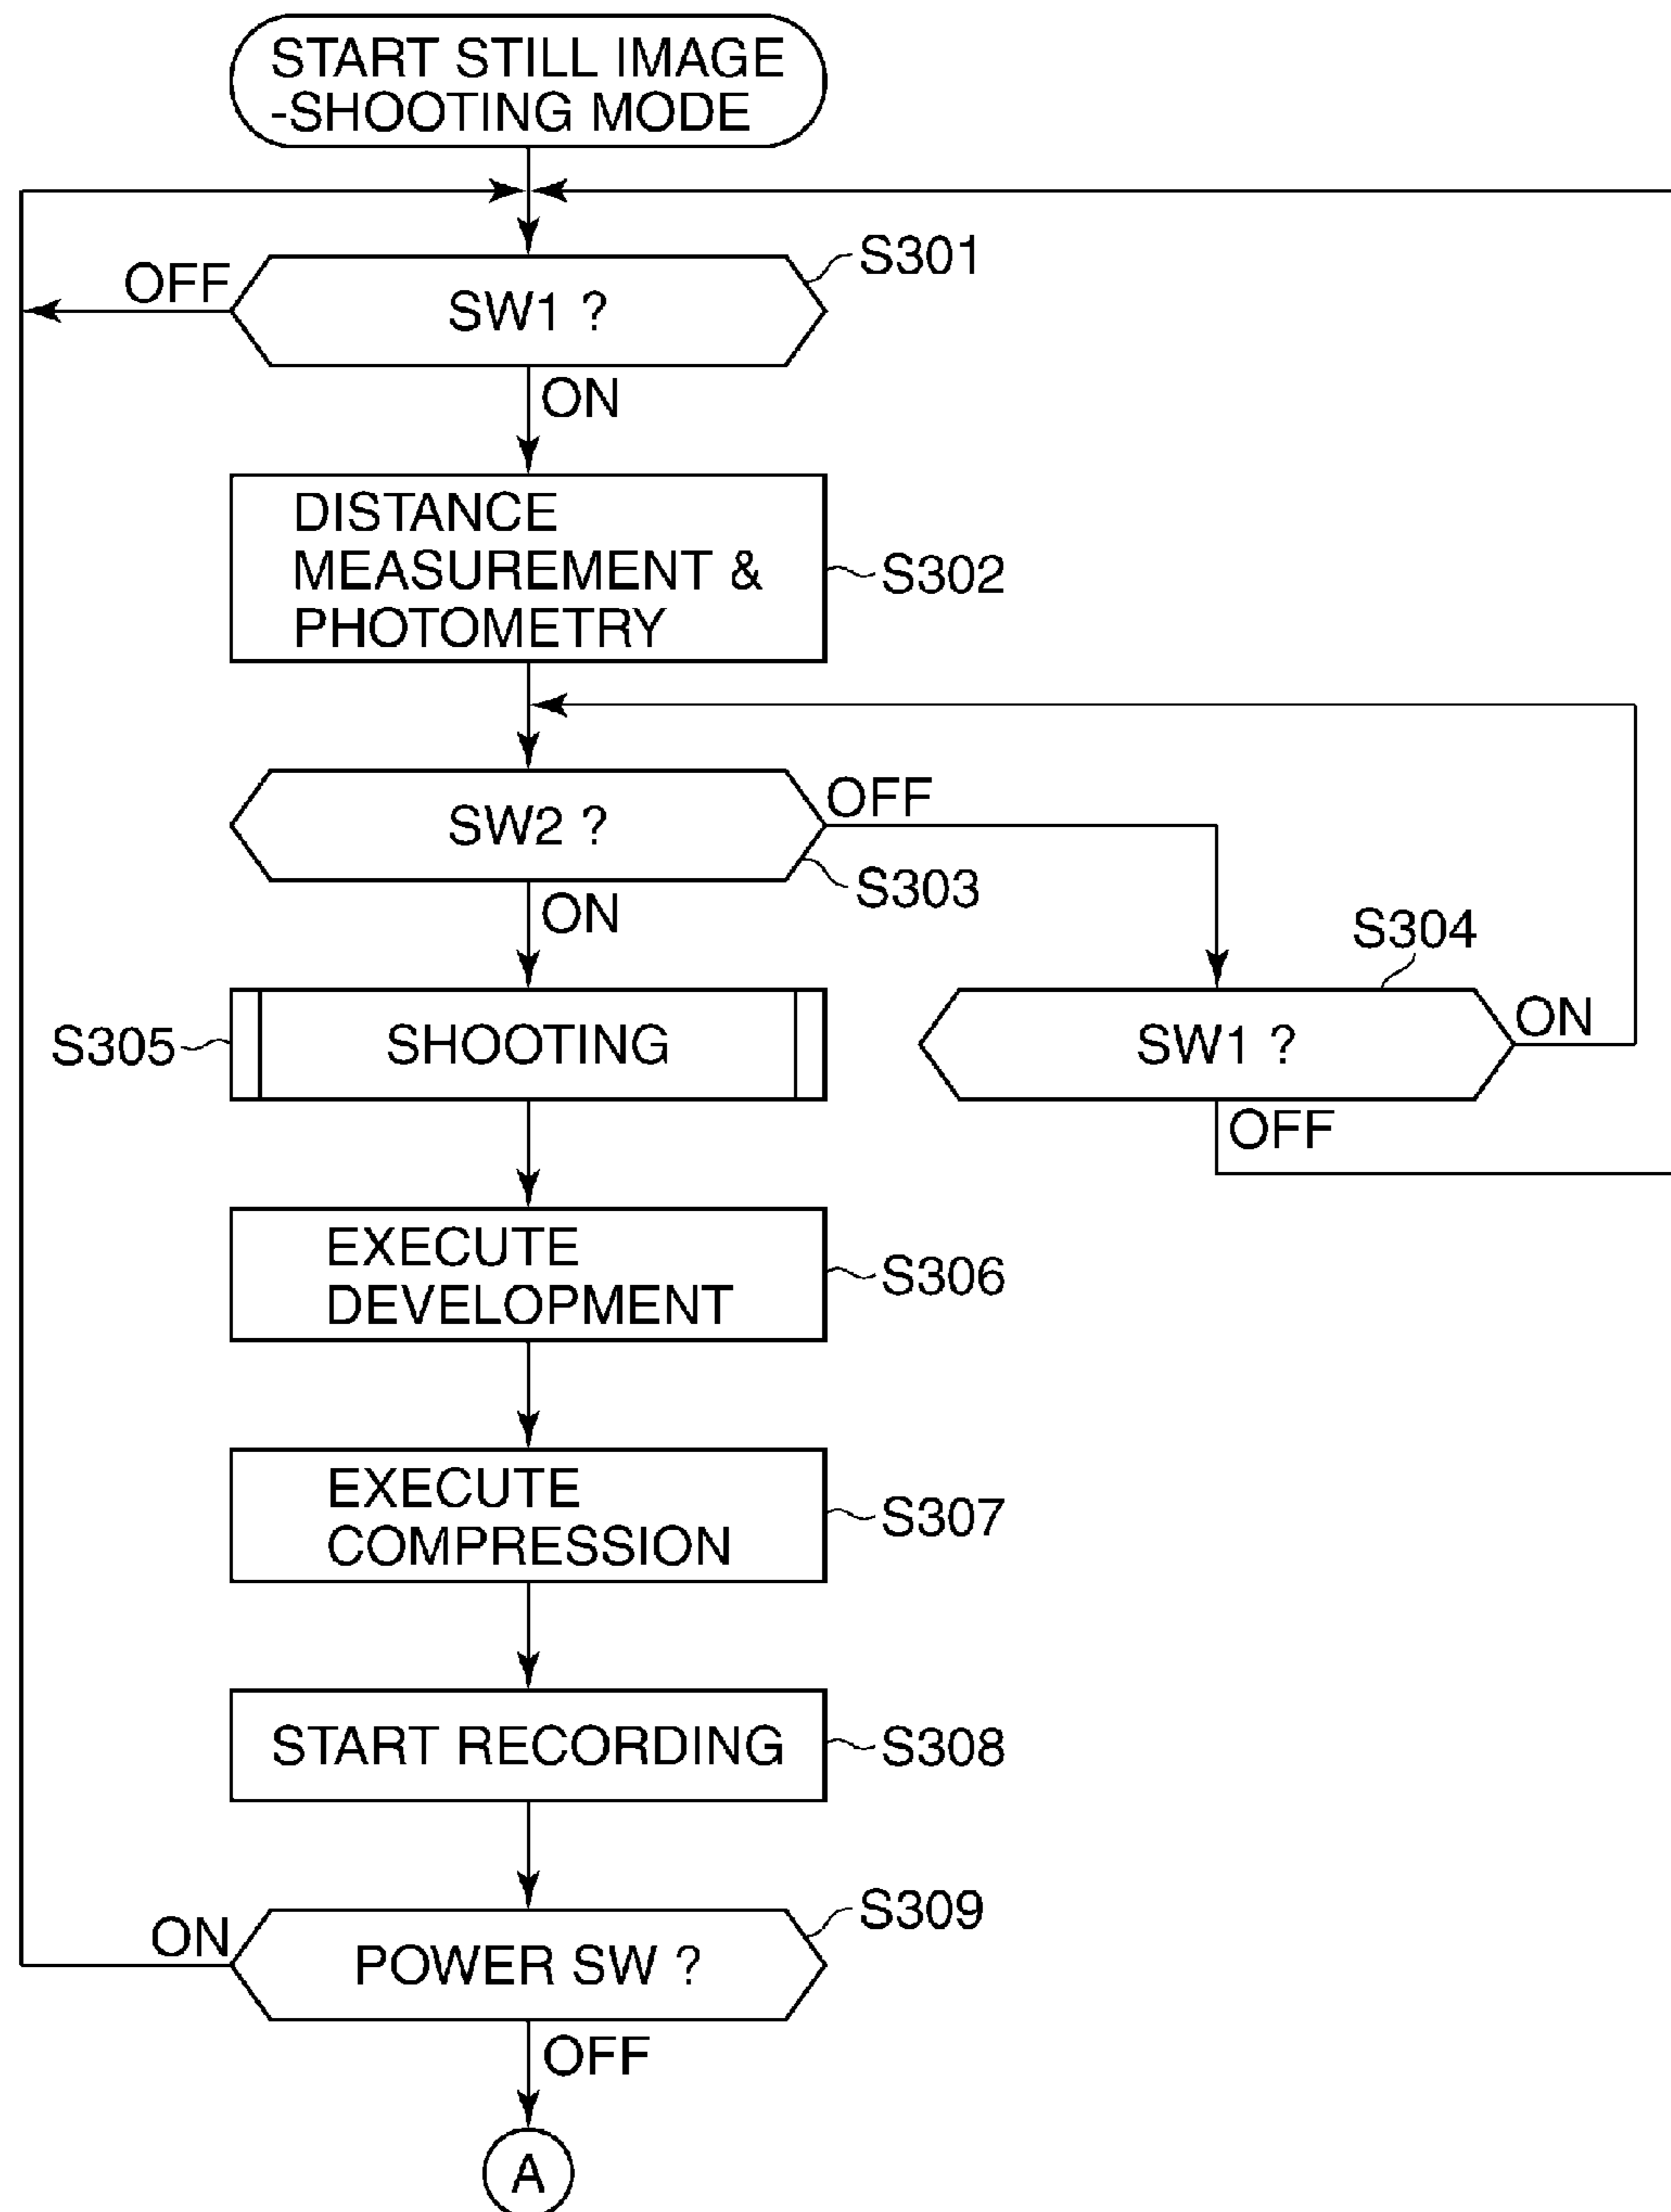 START STILL IMAGE
-SHOOTING MODE
S301
OFF
SW1 ?
ON
DISTANCE
MEASUREMENT &
PHOTOMETRY
S302
SW2 ?
OFF
S303
ON
S304
S305
SHOOTING
SW1 ?
ON
OFF
EXECUTE
DEVELOPMENT
S306
EXECUTE
COMPRESSION
S307
START RECORDING
S308
S309
ON
POWER SW ?
OFF
A